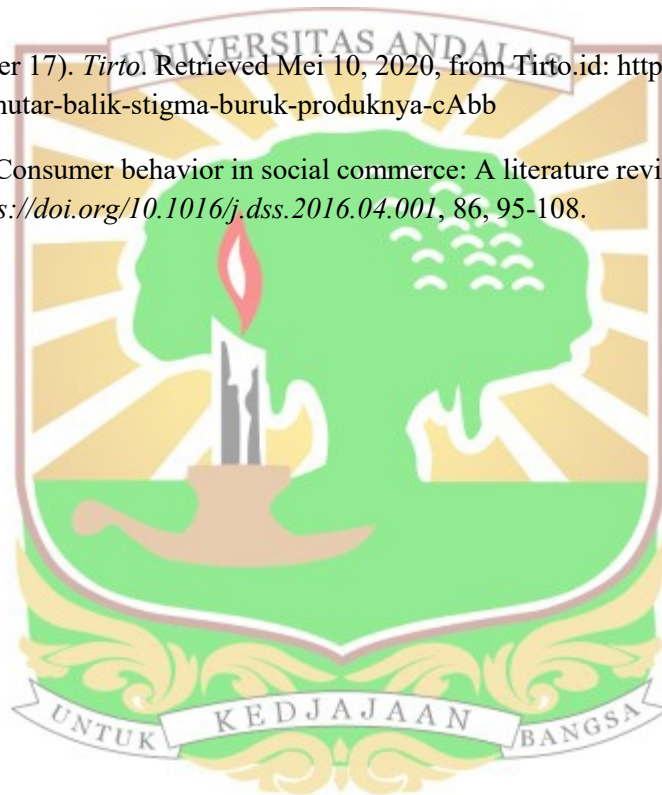 UNIVERSITAS ANDALAS
er 17). Tirto. Retrieved Mei 10, 2020, from Tirto.id: http
nutar-balik-stigma-buruk-produknya-cAbb
Consumer behavior in social commerce: A literature revi
s://doi.org/10.1016/j.dss.2016.04.001, 86, 95-108.
UNTUK KEDJAJAAN BANGSA